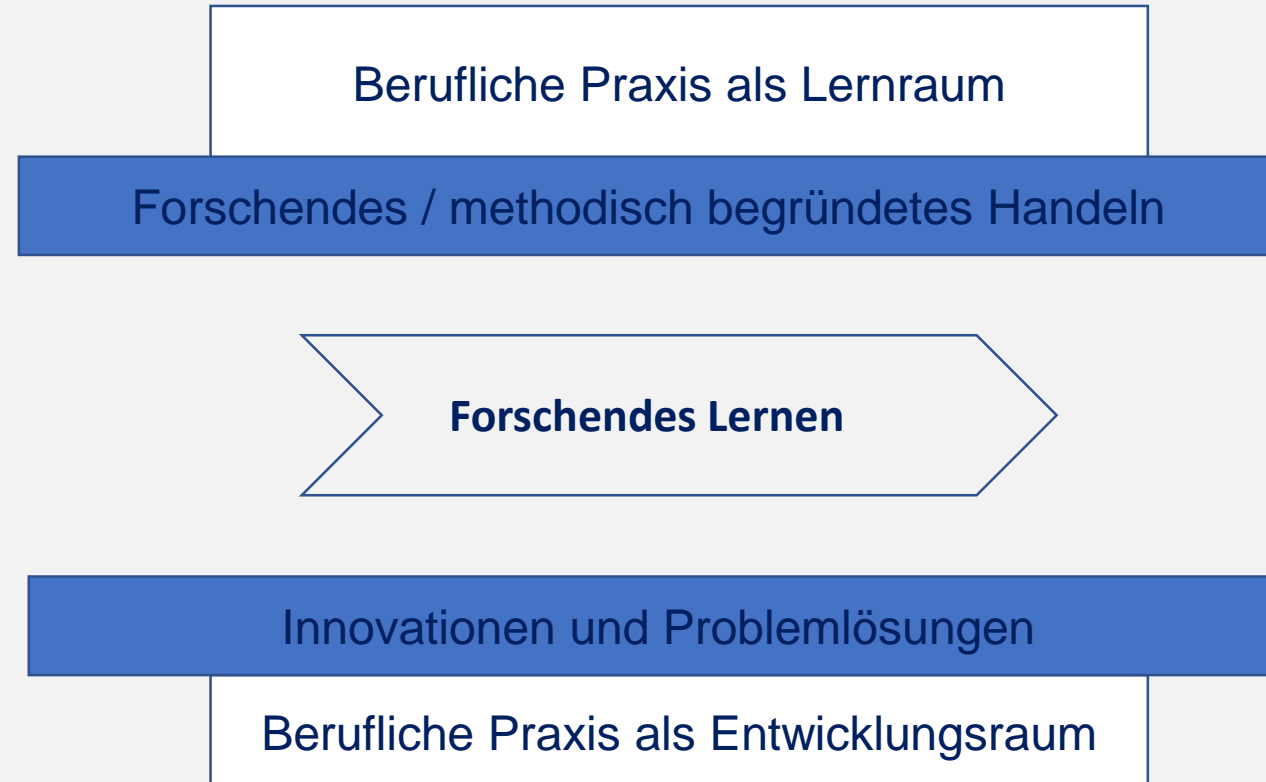 Berufliche Praxis als Lernraum
Forschendes / methodisch begründetes Handeln
Forschendes Lernen
Innovationen und Problemlösungen
Berufliche Praxis als Entwicklungsraum